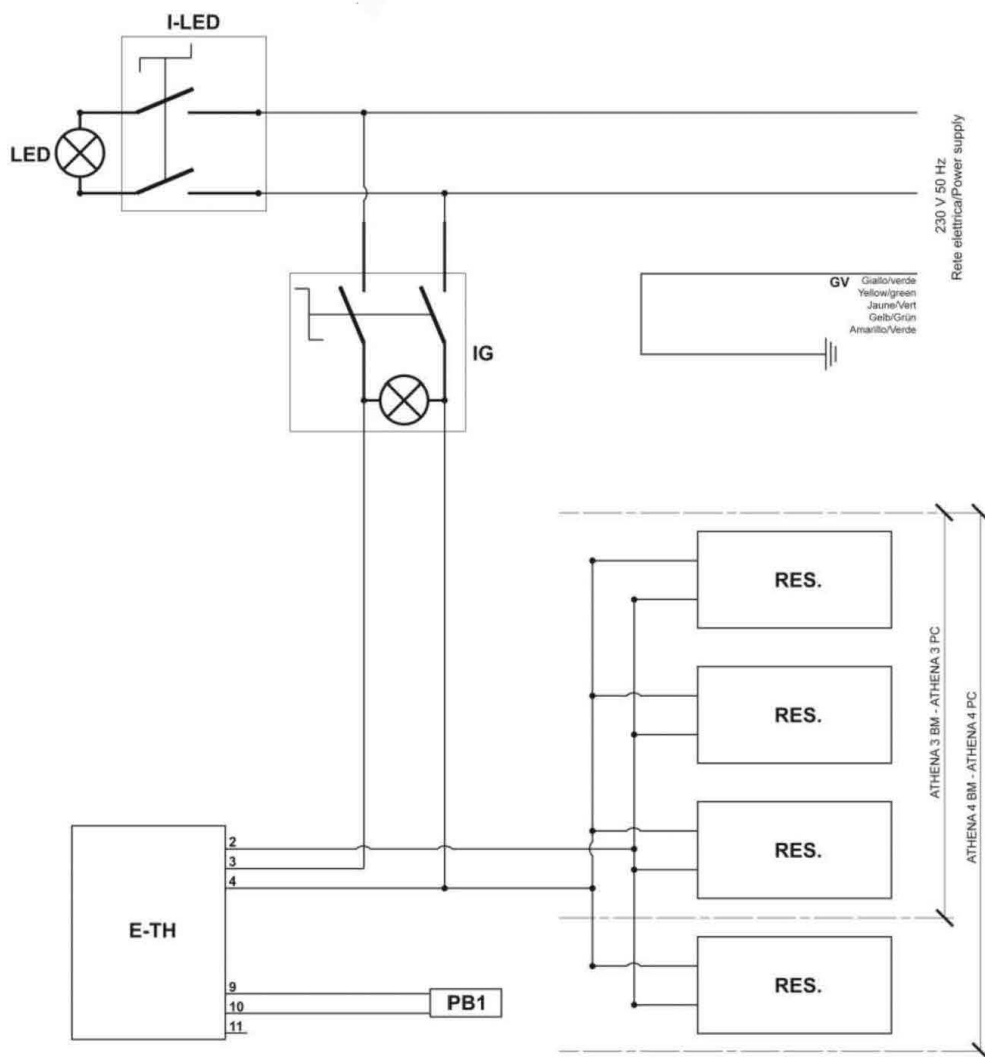 I-LED
LED
230 V 50 Hz
Rete elettrica/Power supply
GV
Giallo/verde
Yellow/green
Jaune/Vert
Gelb/Grün
Amarillo/Verde
IG
RES.
RES.
RES.
RES.
ATHENA 3 BM - ATHENA 3 PC
ATHENA 4 BM - ATHENA 4 PC
E-TH
2
3
4
9
10
11
PB1